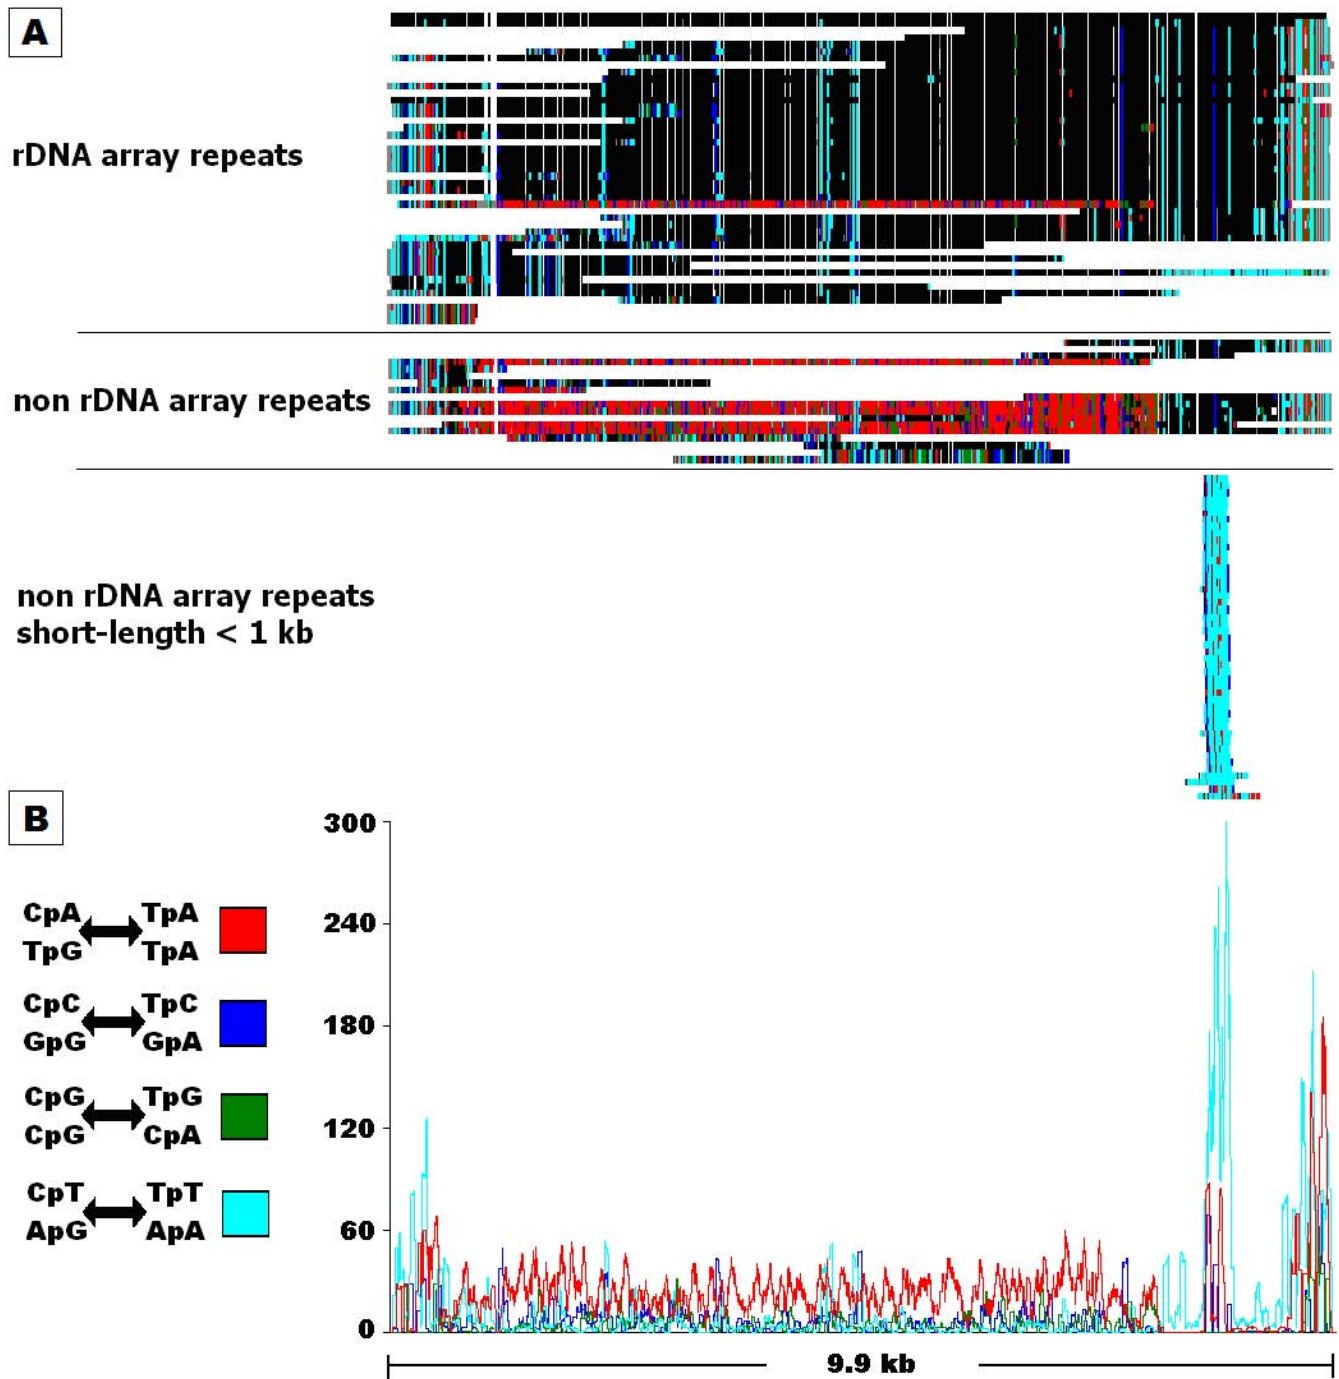 A
rDNA array repeats
non rDNA array repeats
non rDNA array repeats
short-length < 1 kb
B
300
240
180
120
60
0
CpA TpA
TpG TpA
CpC TpC
GpG GpA
CpG TpG
CpG CpA
CpT TpT
ApG ApA
9.9 kb